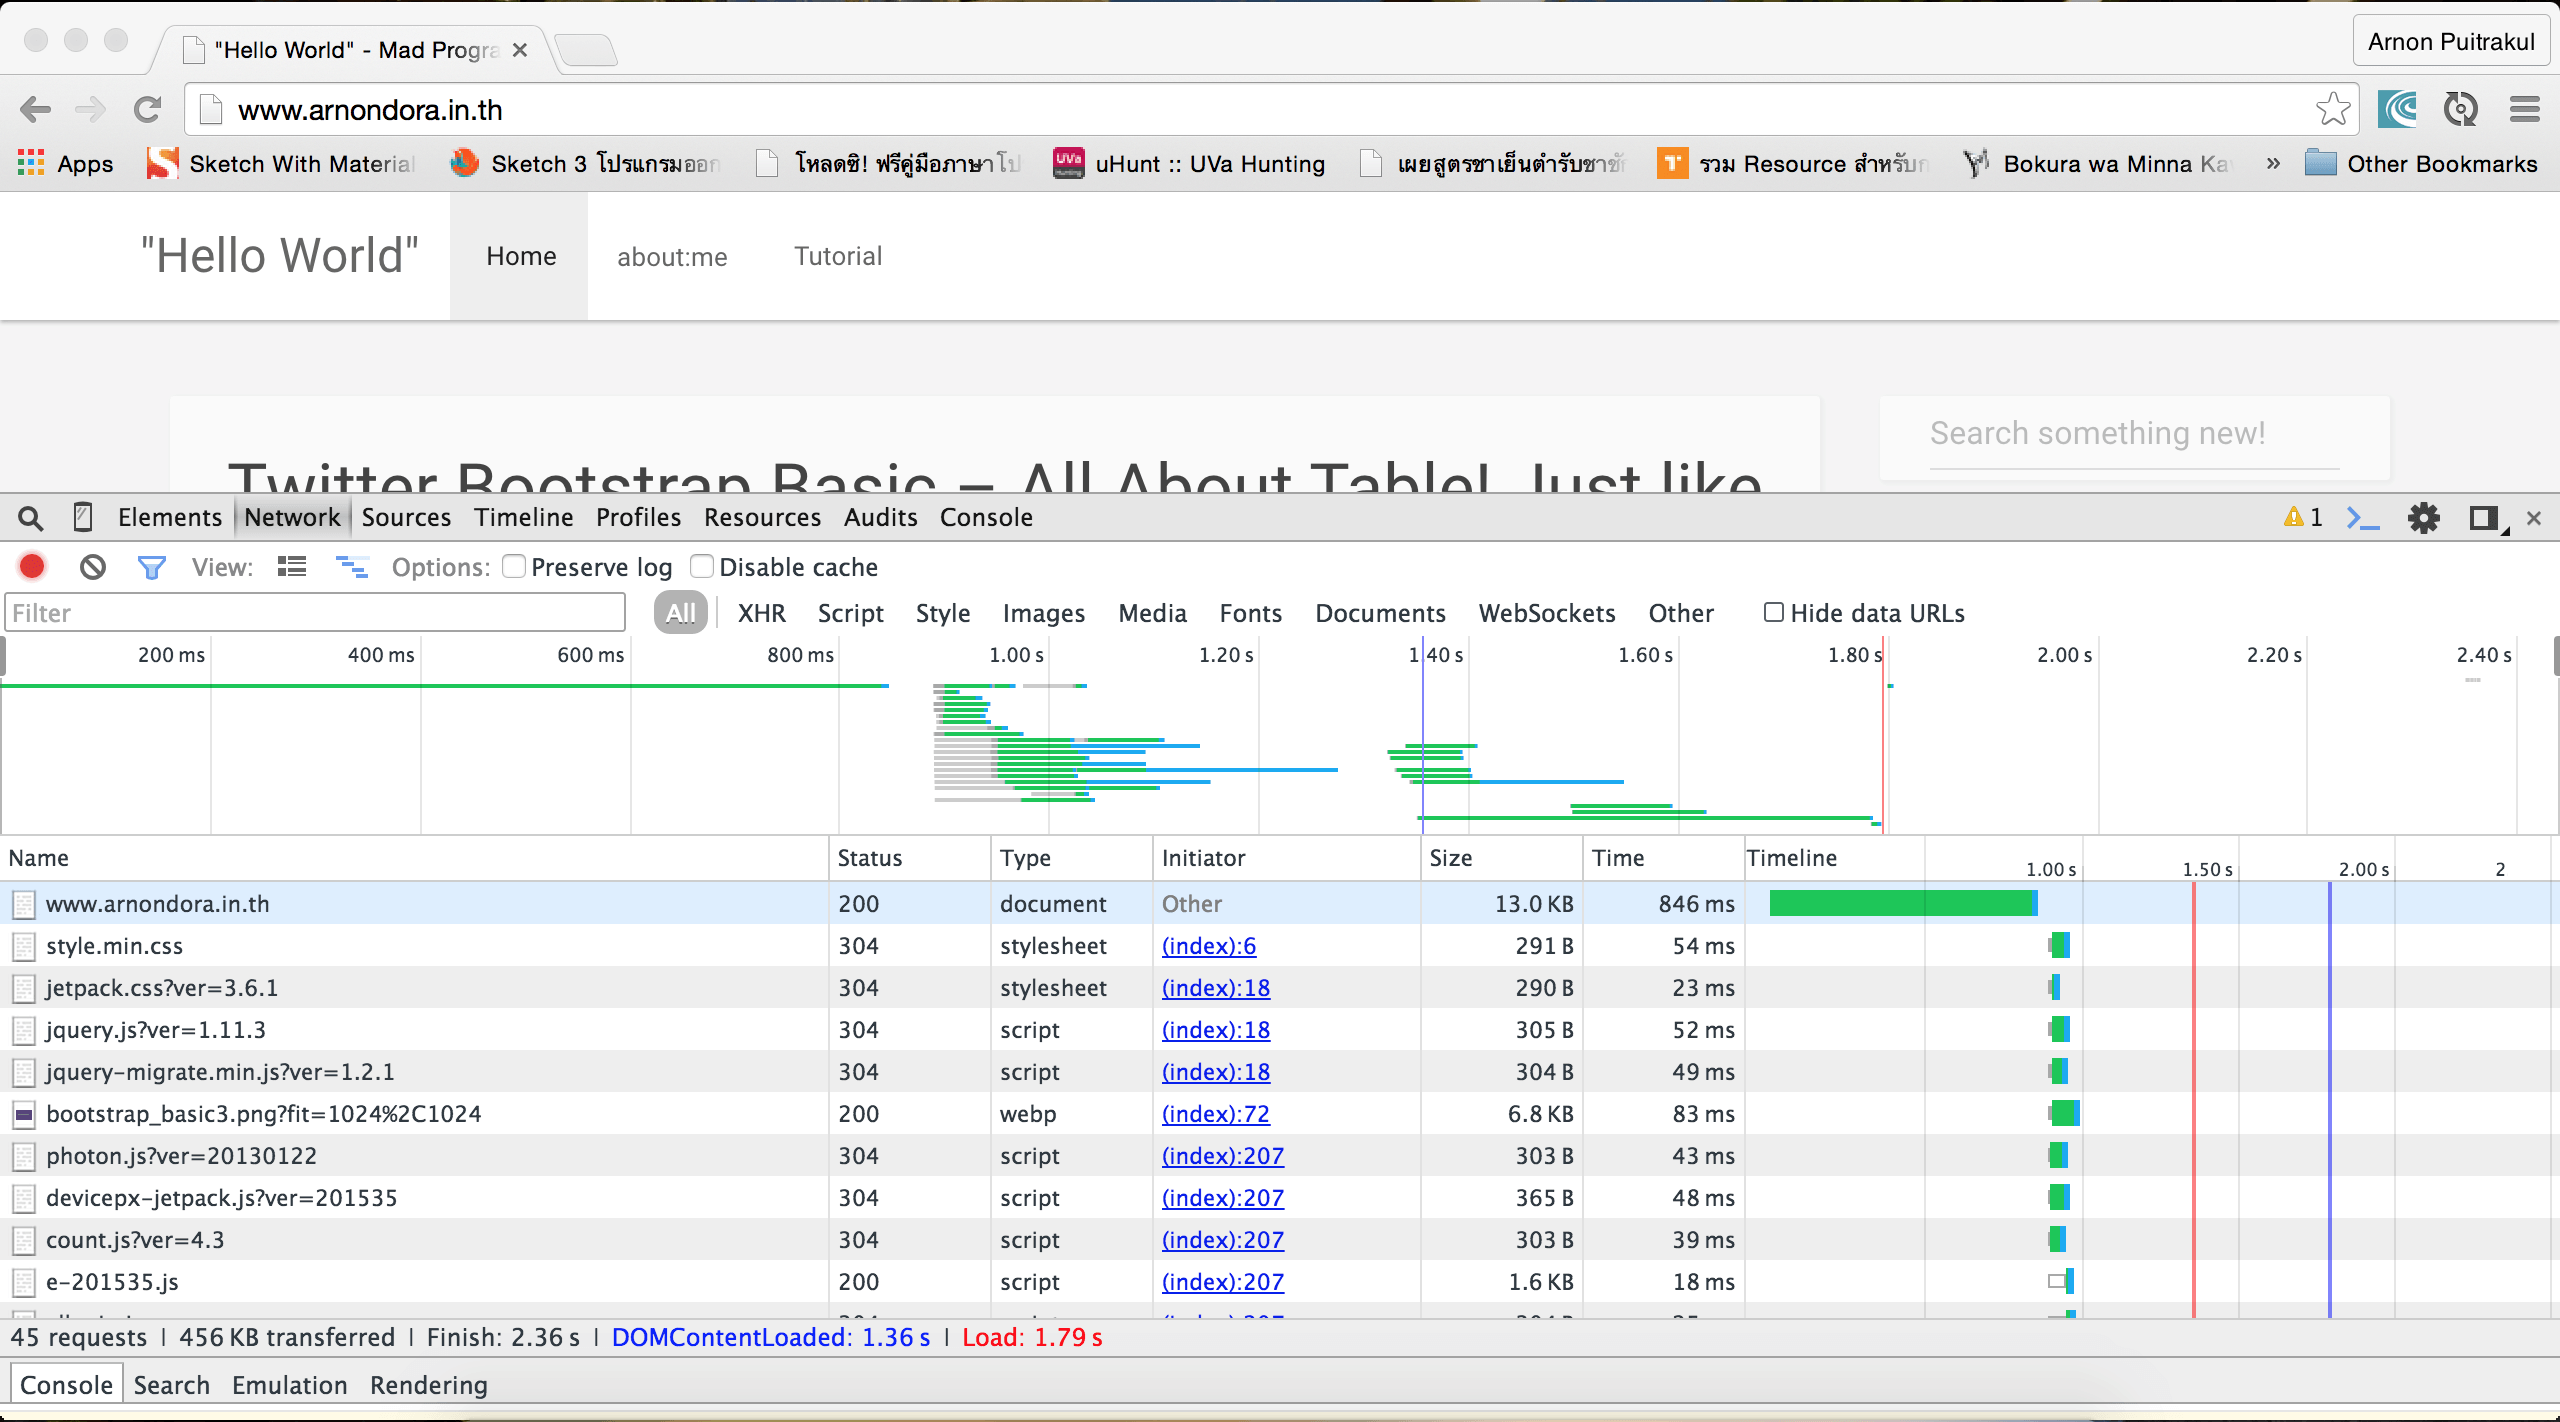 "Hello World" - Mad Progra
Arnon Puitrakul
www.arnondora.in.th
Apps Sketch With Material Sketch 3 โปรแกรมออก โหลดซิ! ฟรีคู่มือภาษาโป UVa Hunting uHunt :: UVa Hunting เผยสูตรชาเย็นตำรับชาชัก T รวม Resource สำหรับก Bokura wa Minna Ka » Other Bookmarks
"Hello World" Home about:me Tutorial
Search something new!
Twitter Bootstrap Basic – All About Table! Just like
Elements Network Sources Timeline Profiles Resources Audits Console 1
View: Options: Preserve log Disable cache
Filter All XHR Script Style Images Media Fonts Documents WebSockets Other Hide data URLs
200 ms 400 ms 600 ms 800 ms 1.00 s 1.20 s 1.40 s 1.60 s 1.80 s 2.00 s 2.20 s 2.40 s
Name Status Type Initiator Size Time Timeline 1.00 s 1.50 s 2.00 s 2
www.arnondora.in.th 200 document Other 13.0 KB 846 ms
style.min.css 304 stylesheet (index):6 291 B 54 ms
jetpack.css?ver=3.6.1 304 stylesheet (index):18 290 B 23 ms
jquery.js?ver=1.11.3 304 script (index):18 305 B 52 ms
jquery-migrate.min.js?ver=1.2.1 304 script (index):18 304 B 49 ms
bootstrap_basic3.png?fit=1024%2C1024 200 webp (index):72 6.8 KB 83 ms
photon.js?ver=20130122 304 script (index):207 303 B 43 ms
devicepx-jetpack.js?ver=201535 304 script (index):207 365 B 48 ms
count.js?ver=4.3 304 script (index):207 303 B 39 ms
e-201535.js 200 script (index):207 1.6 KB 18 ms
45 requests | 456 KB transferred | Finish: 2.36 s | DOMContentLoaded: 1.36 s | Load: 1.79 s
Console Search Emulation Rendering